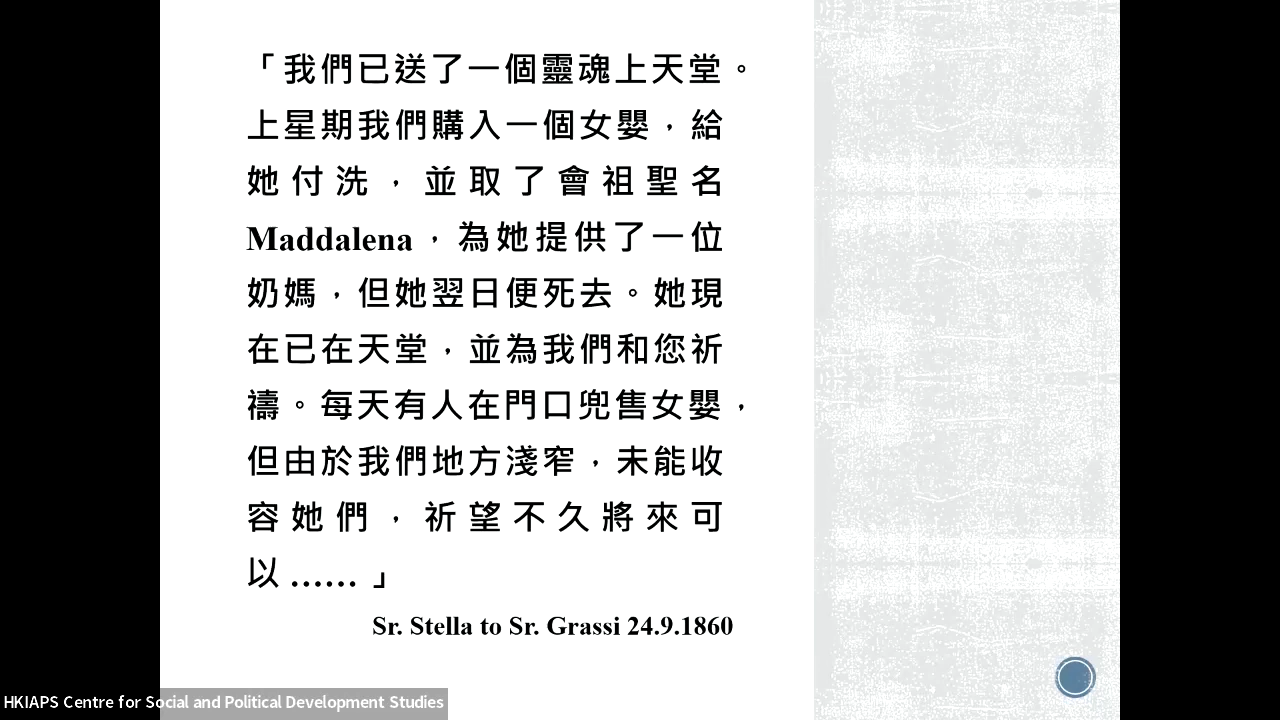 「我們已送了一個靈魂上天堂。
上星期我們購入一個女嬰，給
她付洗，並取了會祖聖名
Maddalena，為她提供了一位
奶媽，但她翌日便死去。她現
在已在天堂，並為我們和您祈
禱。每天有人在門口兜售女嬰，
但由於我們地方淺窄，未能收
容她們，祈望不久將來可
以……」
Sr. Stella to Sr. Grassi 24.9.1860
HKIAPS Centre for Social and Political Development Studies